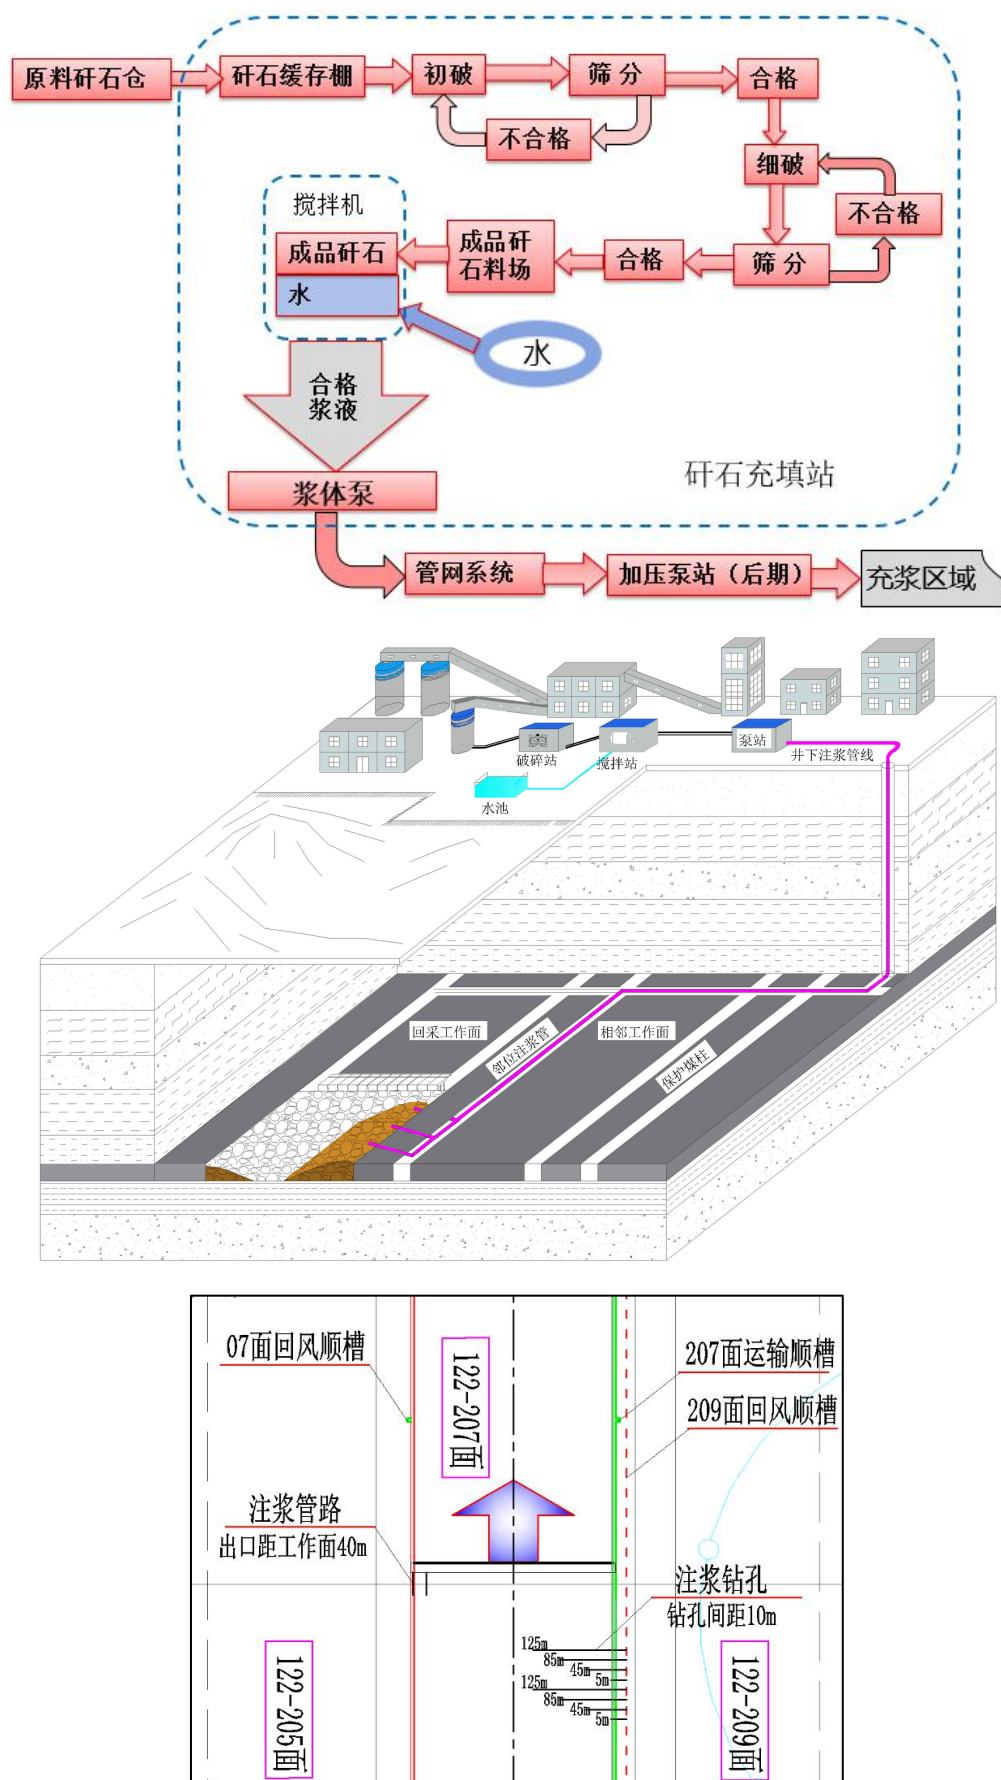 原料矸石仓
矸石缓存棚
初破
筛分
合格
不合格
细破
不合格
搅拌机
成品矸石
水
成品矸
石料场
合格
筛分
水
合格
浆液
矸石充填站
浆体泵
管网系统
加压泵站（后期）
充浆区域
破碎站
搅拌站
泵站
井下注浆管线
水池
回采工作面
邻位注浆管
相邻工作面
保护煤柱
07面回风顺槽
122-207面
207面运输顺槽
209面回风顺槽
注浆管路
出口距工作面40m
注浆钻孔
钻孔间距10m
125m
85m
45m
5m
125m
85m
45m
5m
122-205面
122-209面